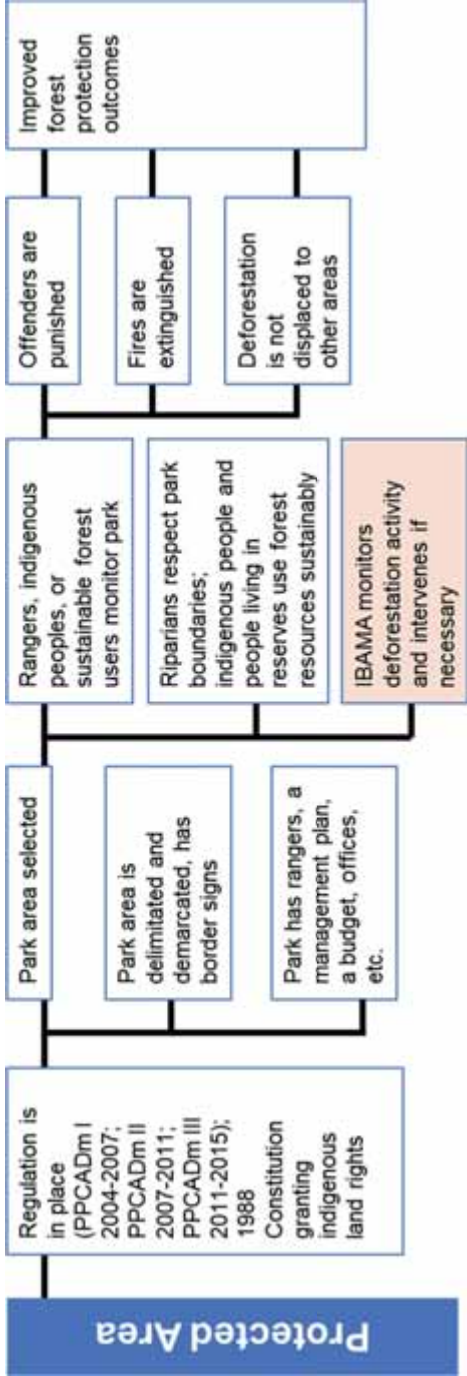 Protected Area
Regulation is
in place
(PPCADm I
2004-2007;
PPCADm II
2007-2011;
PPCADm III
2011-2015);
1988
Constitution
granting
indigenous
land rights
Park area selected
Park area is
delimitated and
demarcated, has
border signs
Park has rangers, a
management plan,
a budget, offices,
etc.
Rangers, indigenous
peoples, or
sustainable forest
users monitor park
Riparians respect park
boundaries;
indigenous people and
people living in
reserves use forest
resources sustainably
IBAMA monitors
deforestation activity
and intervenes if
necessary
Offenders are
punished
Fires are
extinguished
Deforestation
is not
displaced to
other areas
Improved
forest
protection
outcomes